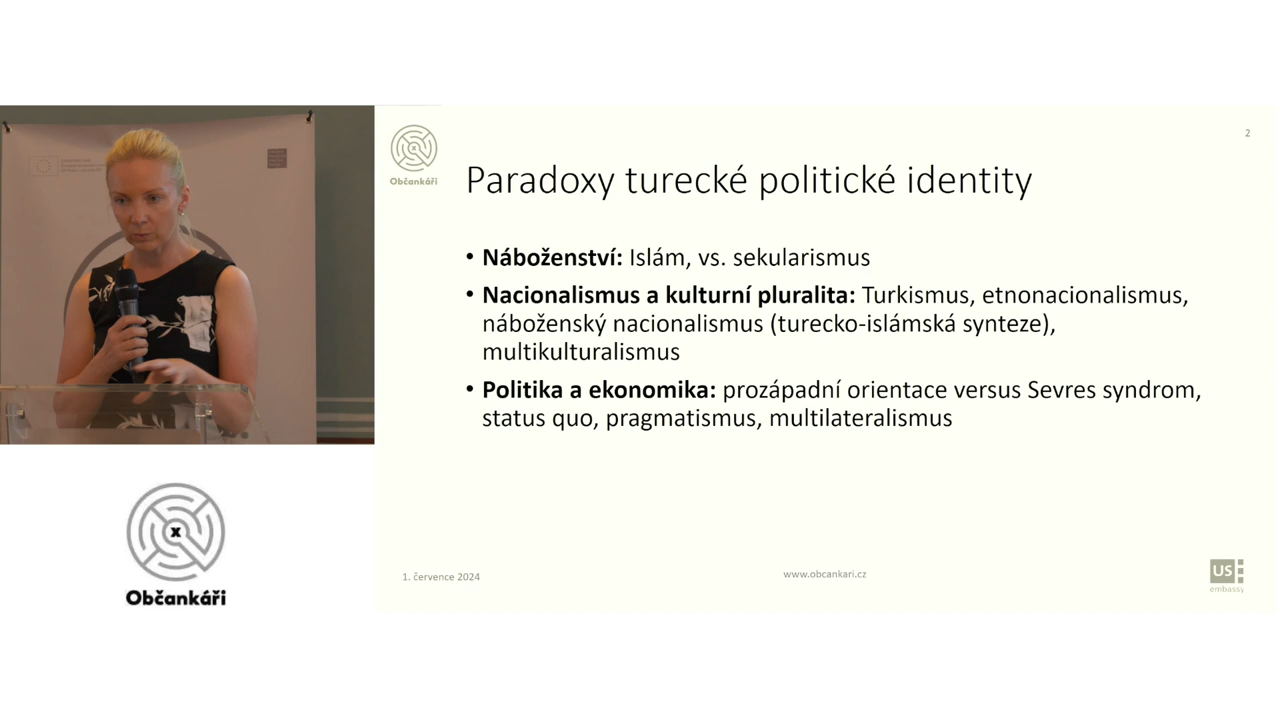 Občankáři
2
Paradoxy turecké politické identity
• Náboženství: Islám, vs. sekularismus
• Nacionalismus a kulturní pluralita: Turkismus, etnonacionalismus,
náboženský nacionalismus (turecko-islámská synteze),
multikulturalismus
• Politika a ekonomika: prozápadní orientace versus Sevres syndrom,
status quo, pragmatismus, multilateralismus
1. července 2024
www.obcankari.cz
US
embassy
x
Občankáři